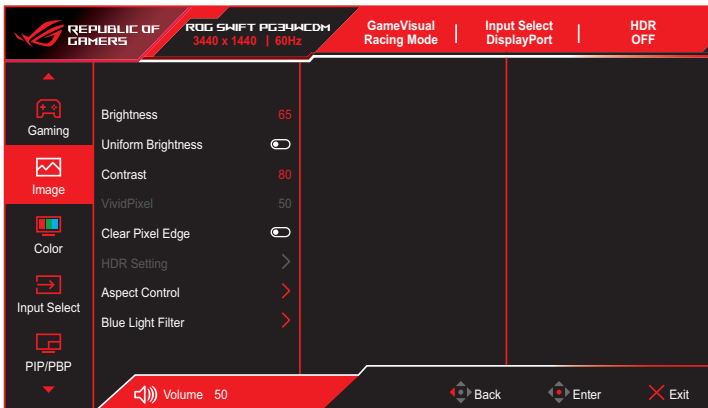 REPUBLIC OF
GAMERS
ROG SWIFT PG34WCDM
3440 x 1440 | 60Hz
GameVisual
Racing Mode
Input Select
DisplayPort
HDR
OFF
Gaming
Image
Color
Input Select
PIP/PBP
Brightness 65
Uniform Brightness
Contrast 80
VividPixel 50
Clear Pixel Edge
HDR Setting
Aspect Control
Blue Light Filter
Volume 50
Back
Enter
Exit